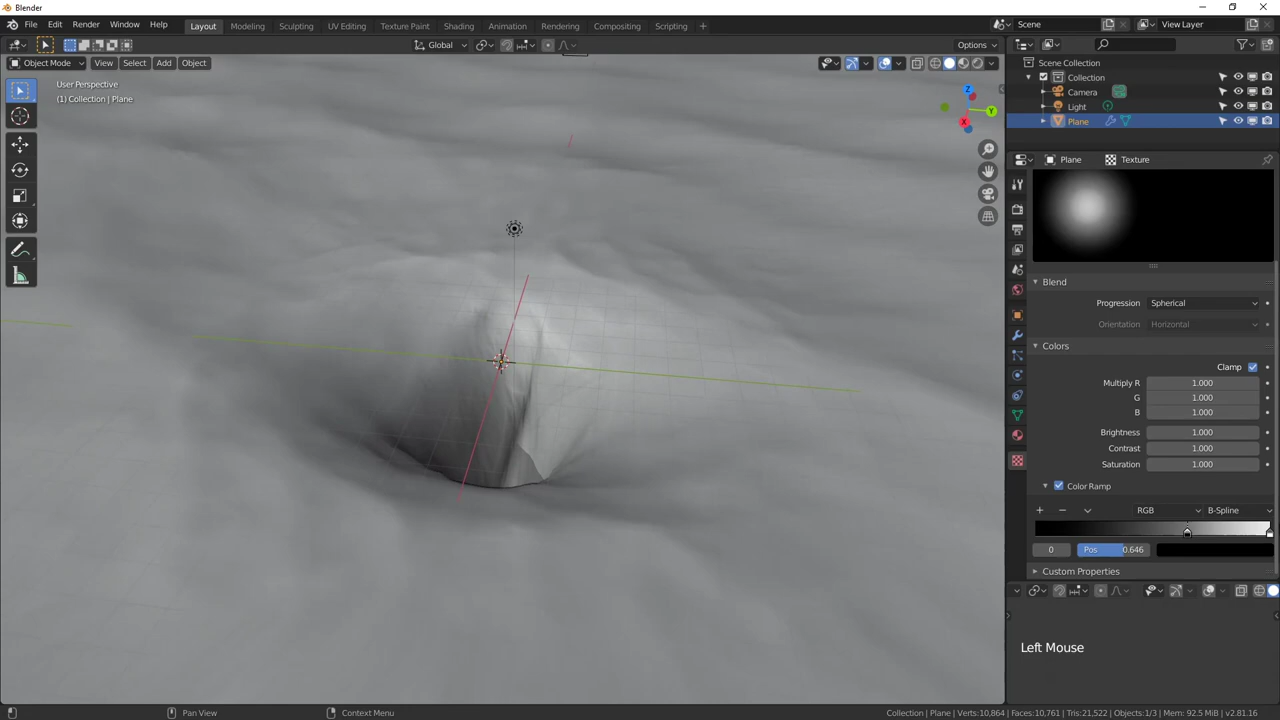 Blender
File Edit Render Window Help Layout Modeling Sculpting UV Editing Texture Paint Shading Animation Rendering Compositing Scripting Scene View Layer
Global Options
Object Mode View Select Add Object Scene Collection
Collection
User Perspective
(1) Collection | Plane
Camera
Light
Plane
Z
Y
X
Plane Texture
Blend
Progression Spherical
Orientation Horizontal
Colors
Clamp
Multiply R 1.000
G 1.000
B 1.000
Brightness 1.000
Contrast 1.000
Saturation 1.000
Color Ramp
RGB B-Spline
0 Pos 0.646
Custom Properties
Left Mouse
Pan View Context Menu Collection | Plane | Verts:10,864 | Faces:10,761 | Tris:21,522 | Objects:1/3 | Mem: 92.5 MiB | v2.81.16